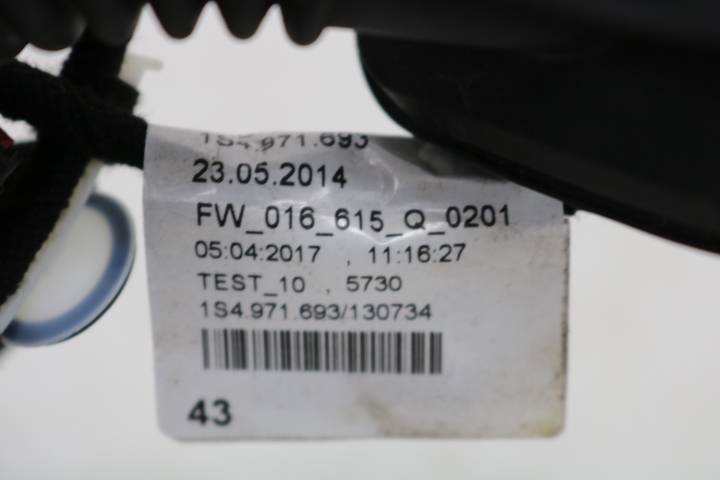 1S4.971.693
23.05.2014
FW_016_615_Q_0201
05:04:2017 , 11:16:27
TEST_10 , 5730
1S4.971.693/130734
43